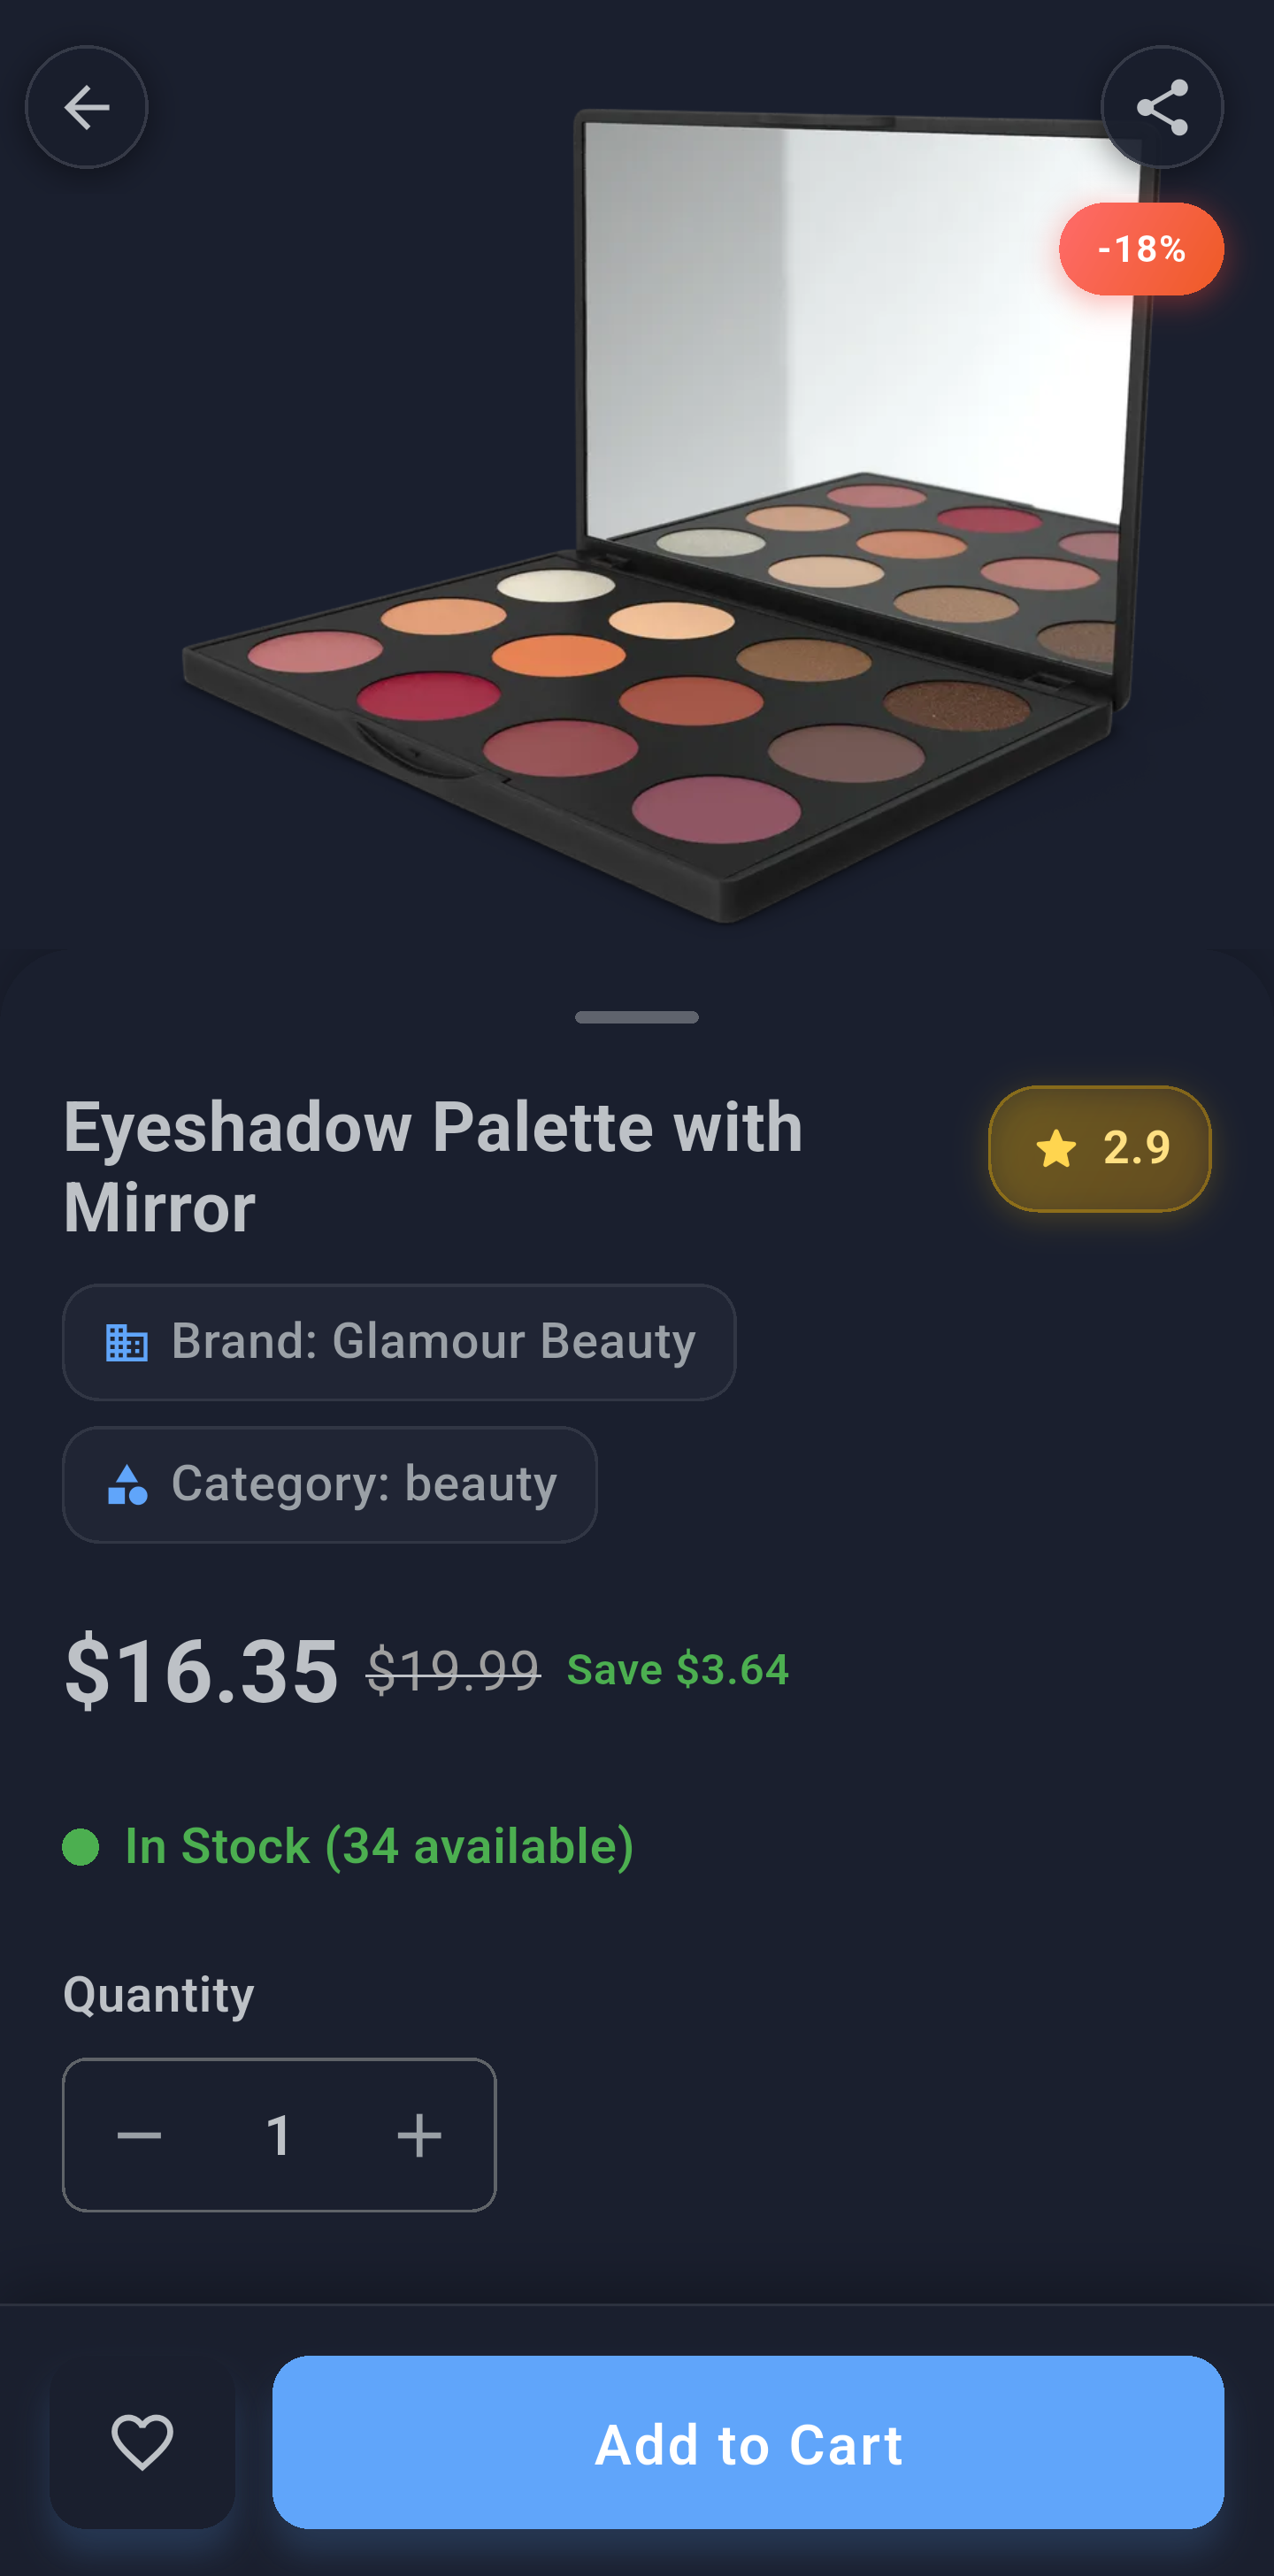 -18%
Eyeshadow Palette with
Mirror
2.9
Brand: Glamour Beauty
Category: beauty
$16.35 $19.99 Save $3.64
In Stock (34 available)
Quantity
1
Add to Cart